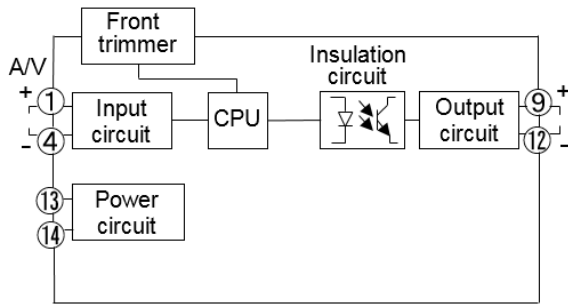 Front
trimmer
A/V
Insulation
circuit
+
1
Input
circuit
CPU
Output
circuit
9
+
4
-
12
-
13
Power
circuit
14